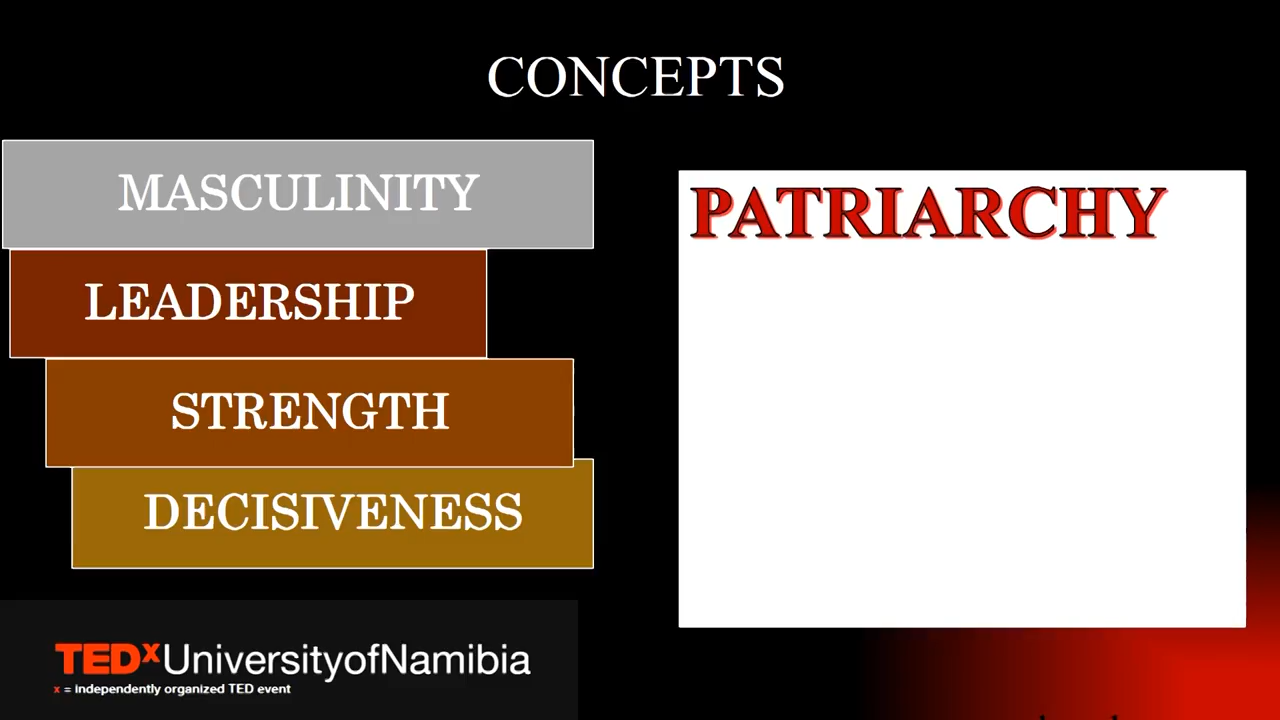 CONCEPTS
MASCULINITY
LEADERSHIP
STRENGTH
DECISIVENESS
PATRIARCHY
TEDxUniversityofNamibia
x = independently organized TED event